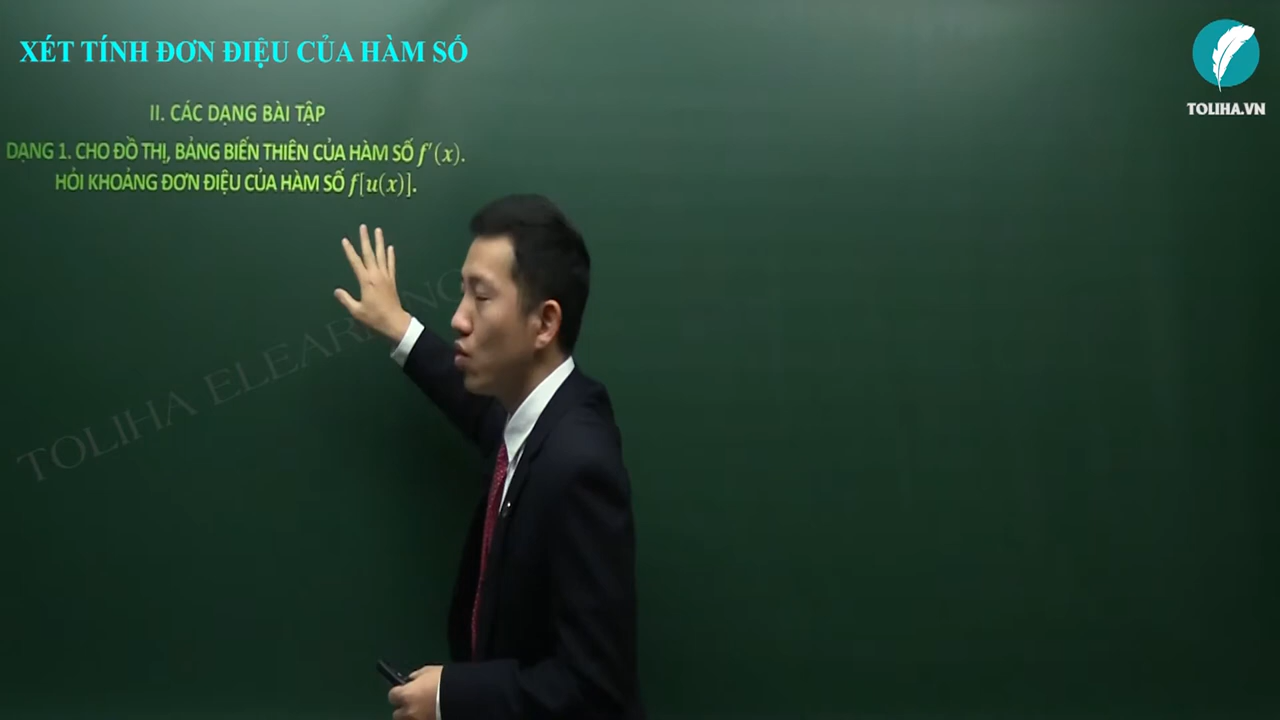 XÉT TÍNH ĐƠN ĐIỆU CỦA HÀM SỐ
TOLIHA.VN
II. CÁC DẠNG BÀI TẬP
DẠNG 1. CHO ĐỒ THỊ, BẢNG BIẾN THIÊN CỦA HÀM SỐ f′(x).
HỎI KHOẢNG ĐƠN ĐIỆU CỦA HÀM SỐ f[u(x)].
TOLIHA ELEARNING